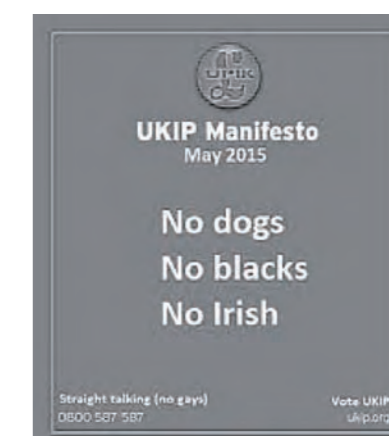 UKIP
UKIP Manifesto
May 2015
No dogs
No blacks
No Irish
Straight talking (no gays)
0800 587 587
Vote UKIP
ukip.org